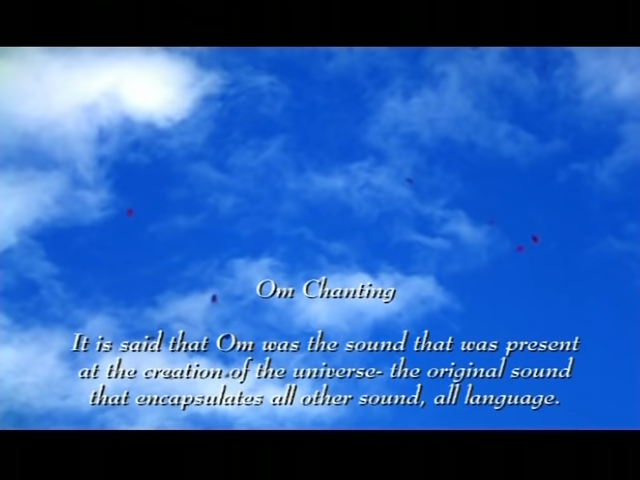 Om Chanting
It is said that Om was the sound that was present
at the creation of the universe- the original sound
that encapsulates all other sound, all language.